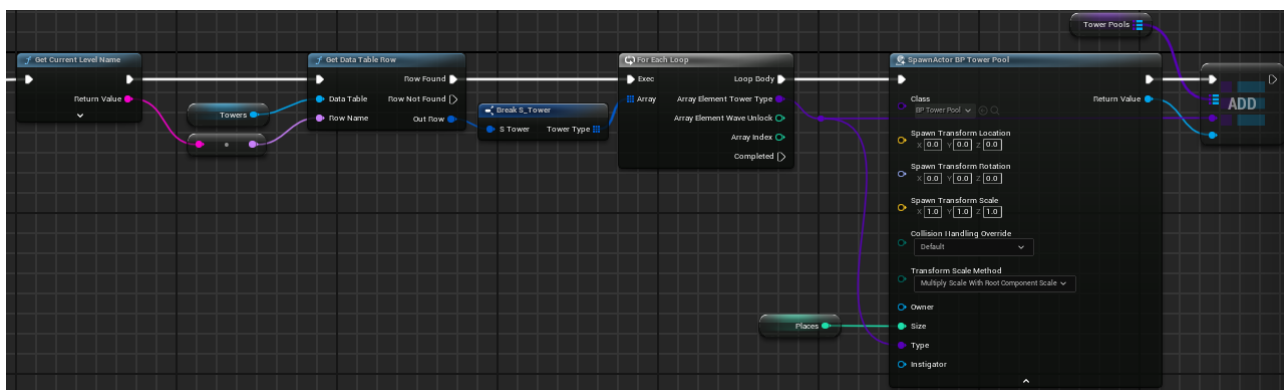 Tower Pools
Get Current Level Name
Return Value
Towers
Get Data Table Row
Row Found
Data Table
Row Not Found
Row Name
Out Row
Break S_Tower
S Tower
Tower Type
For Each Loop
Exec
Loop Body
Array
Array Element Tower Type
Array Element Wave Unlock
Array Index
Completed
SpawnActor BP Tower Pool
Class
Return Value
BP Tower Pool
Spawn Transform Location
X 0.0 Y 0.0 Z 0.0
Spawn Transform Rotation
X 0.0 Y 0.0 Z 0.0
Spawn Transform Scale
X 1.0 Y 1.0 Z 1.0
Collision Handling Override
Default
Transform Scale Method
Multiply Scale With Root Component Scale
Owner
Places
Size
Type
Instigator
ADD